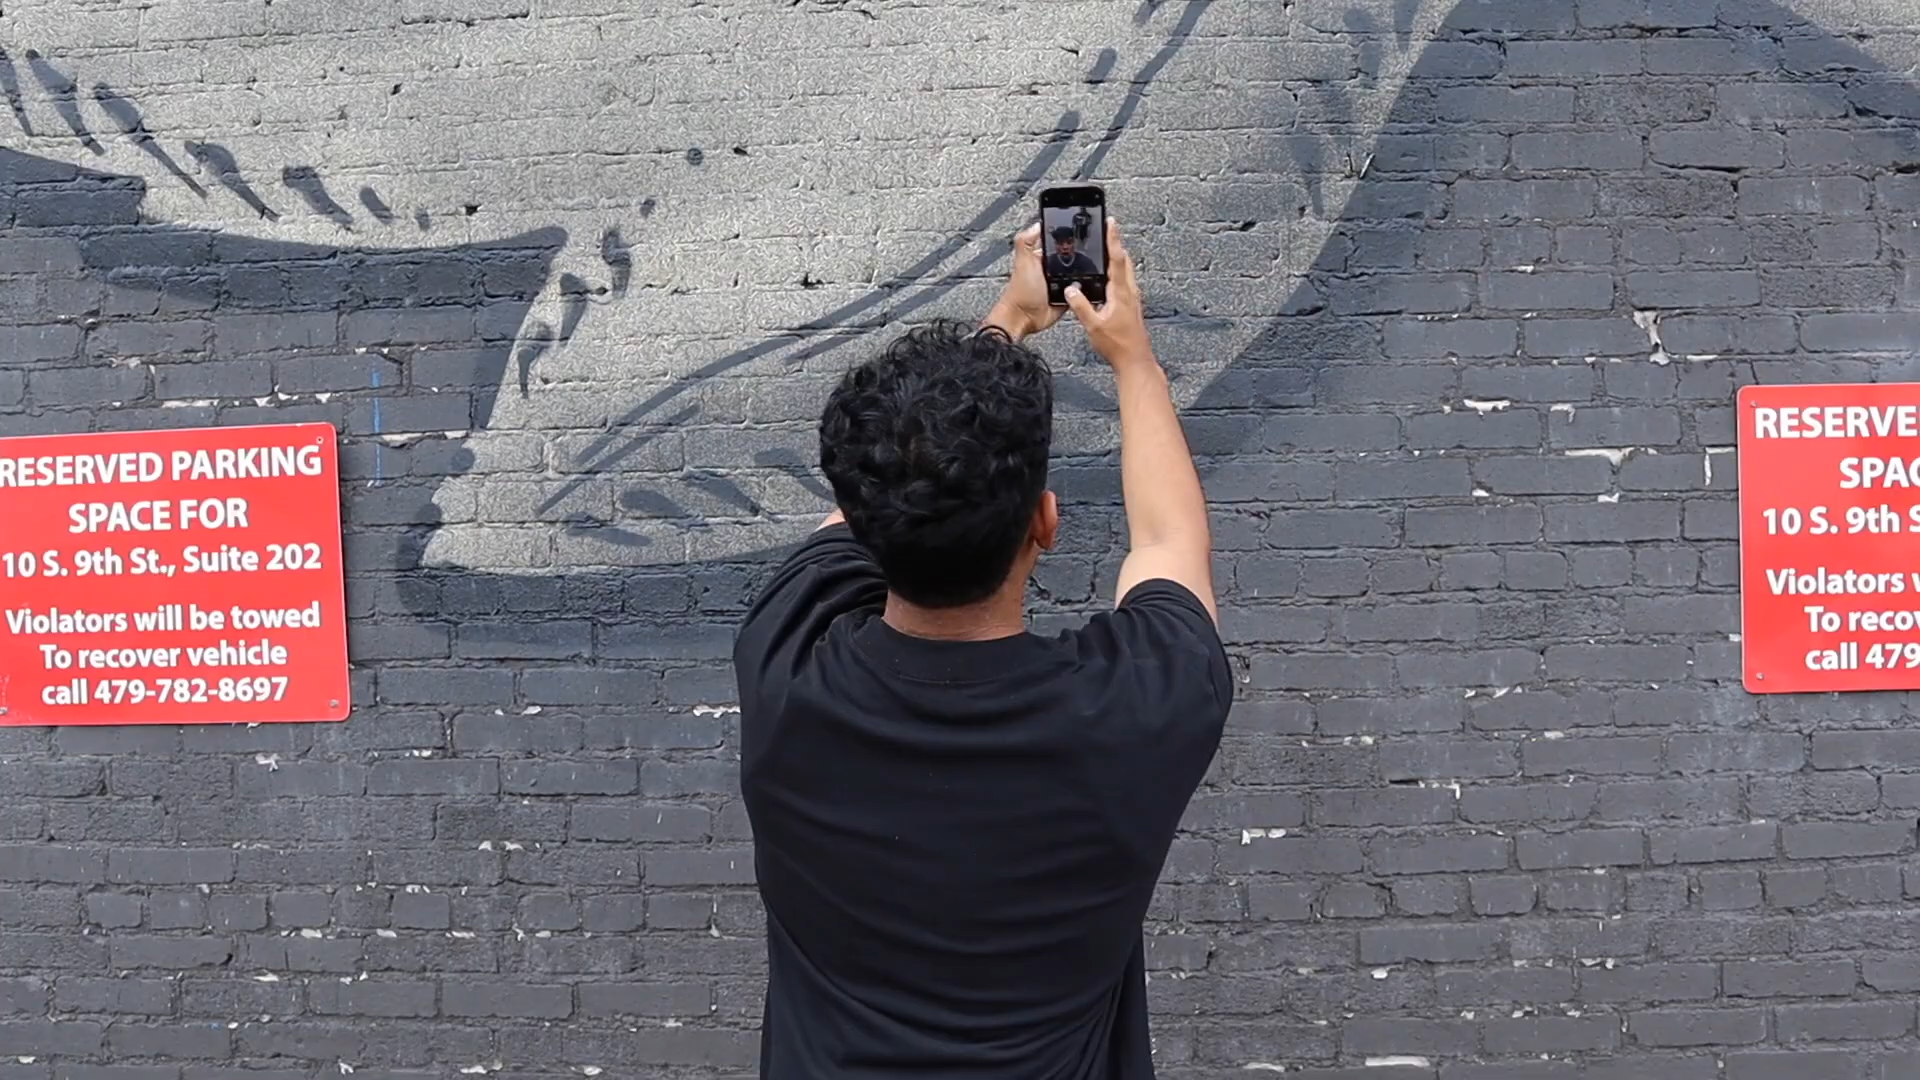 RESERVED PARKING
SPACE FOR
10 S. 9th St., Suite 202
Violators will be towed
To recover vehicle
call 479-782-8697
RESERVE
SPAC
10 S. 9th S
Violators w
To recov
call 479